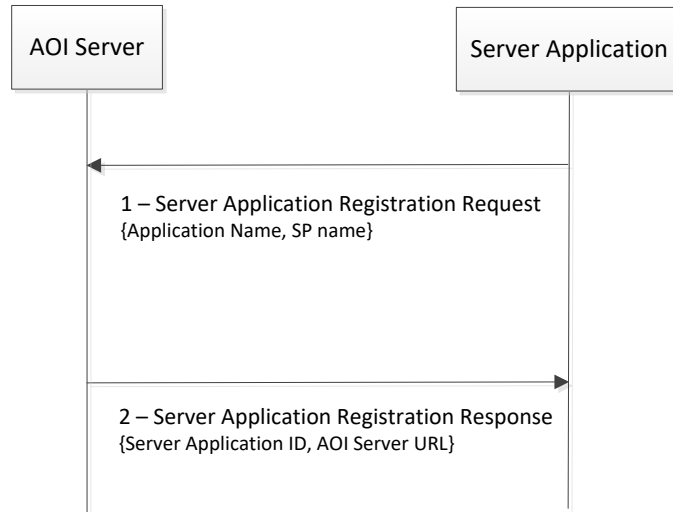 AOI Server
Server Application
1 – Server Application Registration Request
{Application Name, SP name}
2 – Server Application Registration Response
{Server Application ID, AOI Server URL}